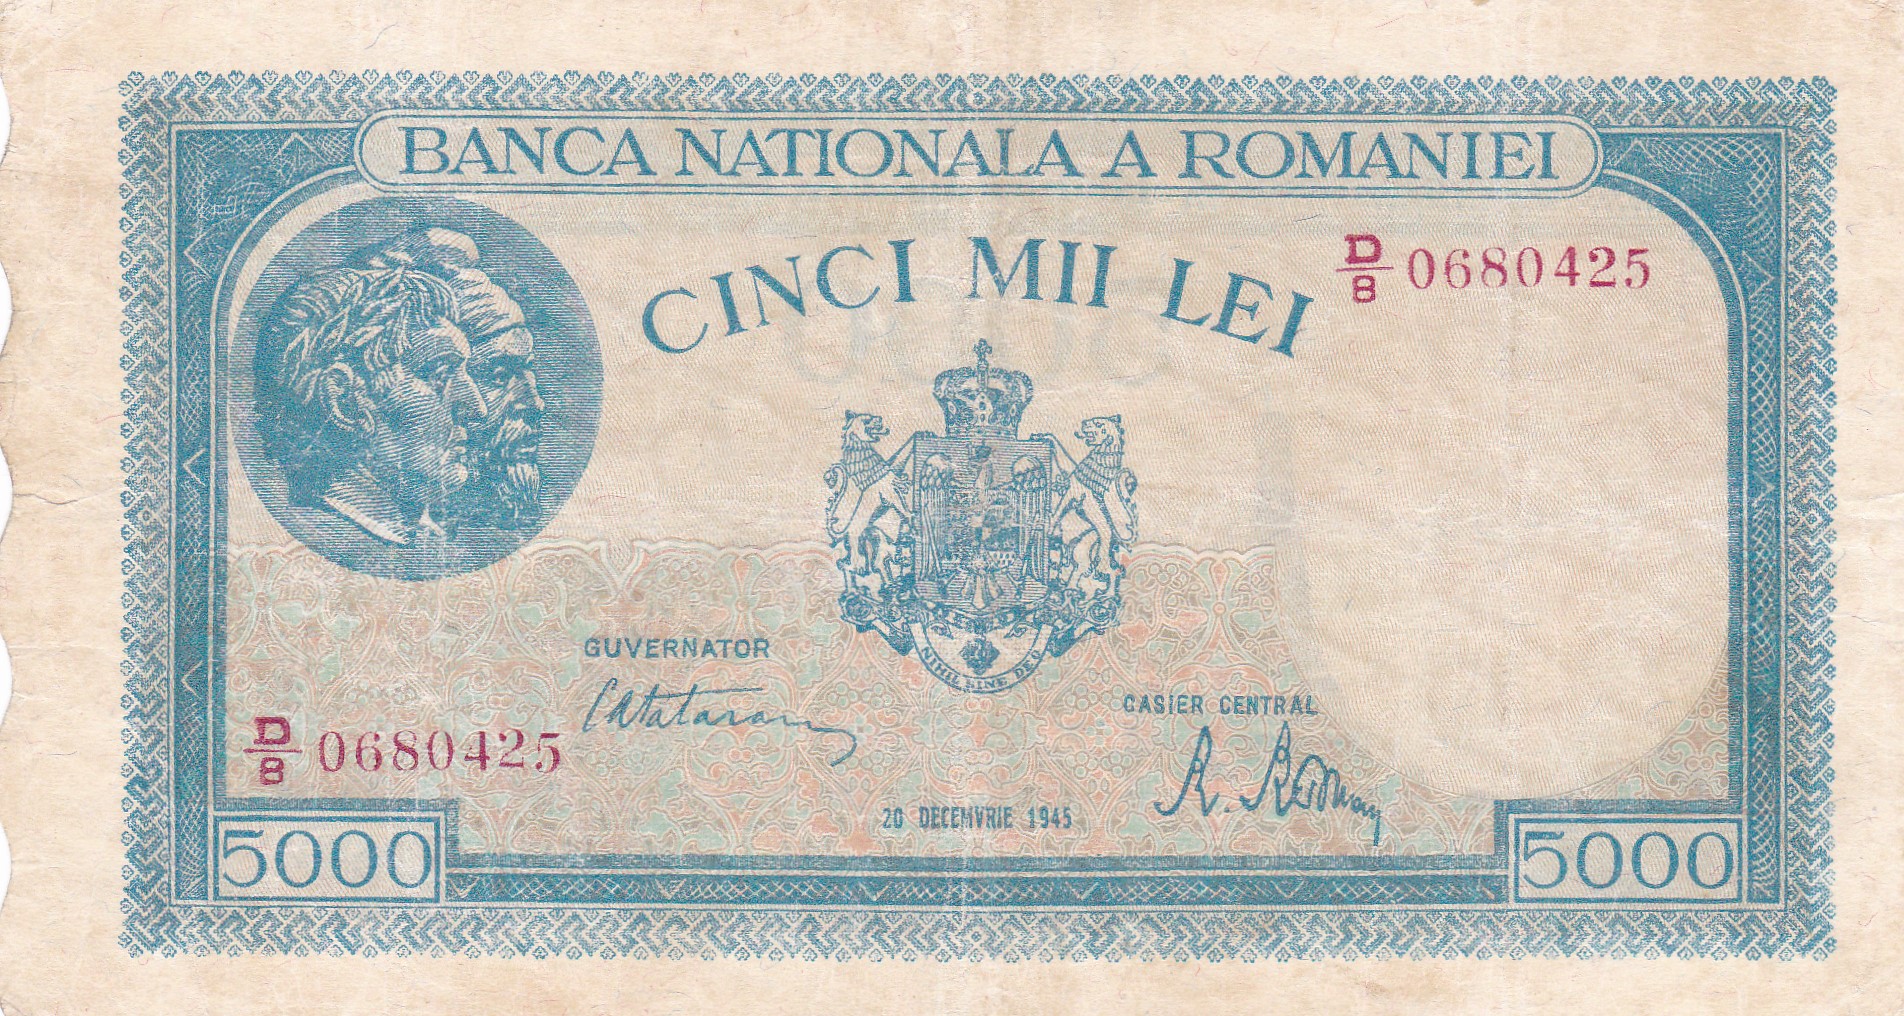 BANCA NATIONALA A ROMANIEI
CINCI MII LEI
D/8 0680425
NIHIL SINE DEO
GUVERNATOR
CASIER CENTRAL
D/8 0680425
20 DECEMVRIE 1945
5000
5000